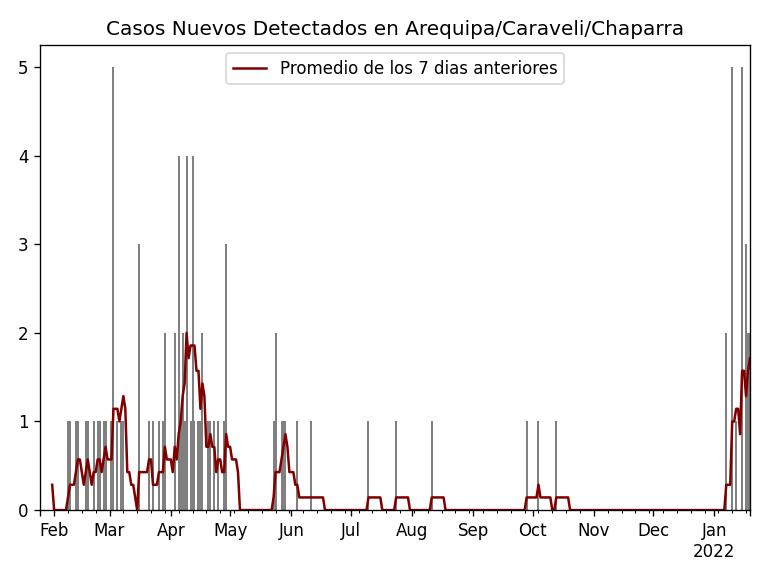 Casos Nuevos Detectados en Arequipa/Caraveli/Chaparra
Promedio de los 7 dias anteriores
5
4
3
2
1
0
Feb Mar Apr May Jun Jul Aug Sep Oct Nov Dec Jan
2022